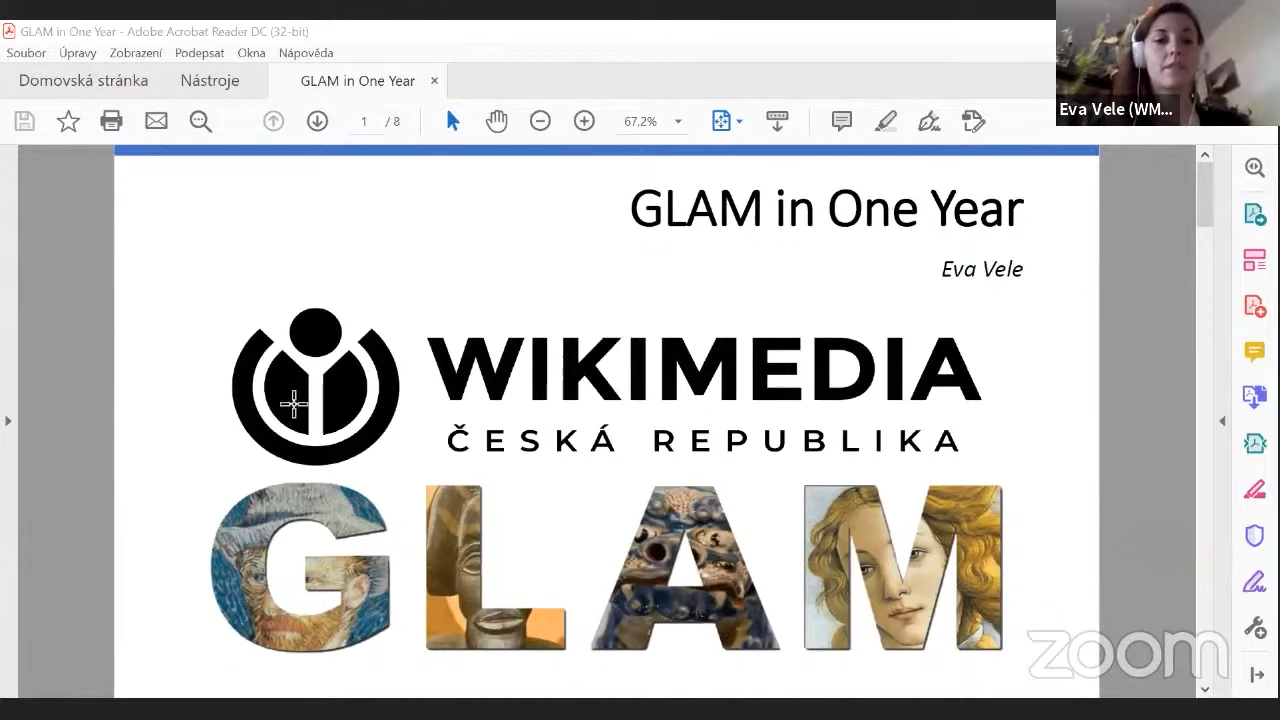 GLAM in One Year - Adobe Acrobat Reader DC (32-bit)
Soubor Úpravy Zobrazení Podepsat Okna Nápověda
Domovská stránka Nástroje GLAM in One Year ×
1 / 8 67,2%
Eva Vele (WM...
GLAM in One Year
Eva Vele
WIKIMEDIA
ČESKÁ REPUBLIKA
GLAM
zoom